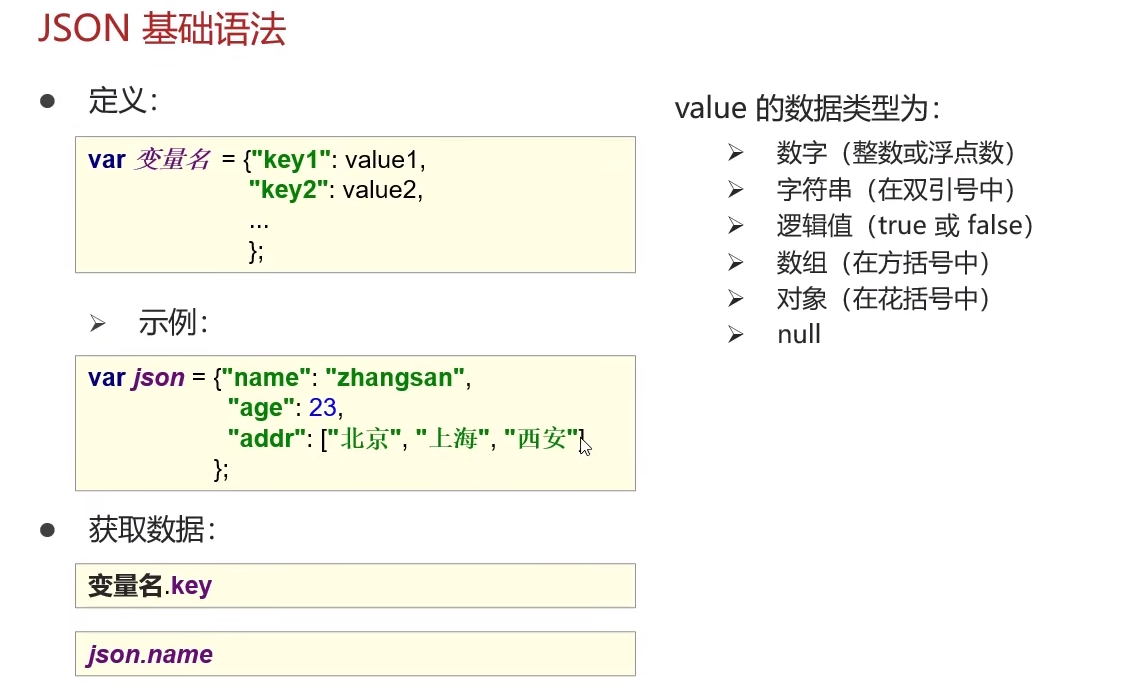 JSON 基础语法
定义：
var 变量名 = {"key1": value1,
"key2": value2,
...
};
示例：
var json = {"name": "zhangsan",
"age": 23,
"addr": ["北京", "上海", "西安"]
};
获取数据：
变量名.key
json.name
value 的数据类型为：
数字（整数或浮点数）
字符串（在双引号中）
逻辑值（true 或 false）
数组（在方括号中）
对象（在花括号中）
null